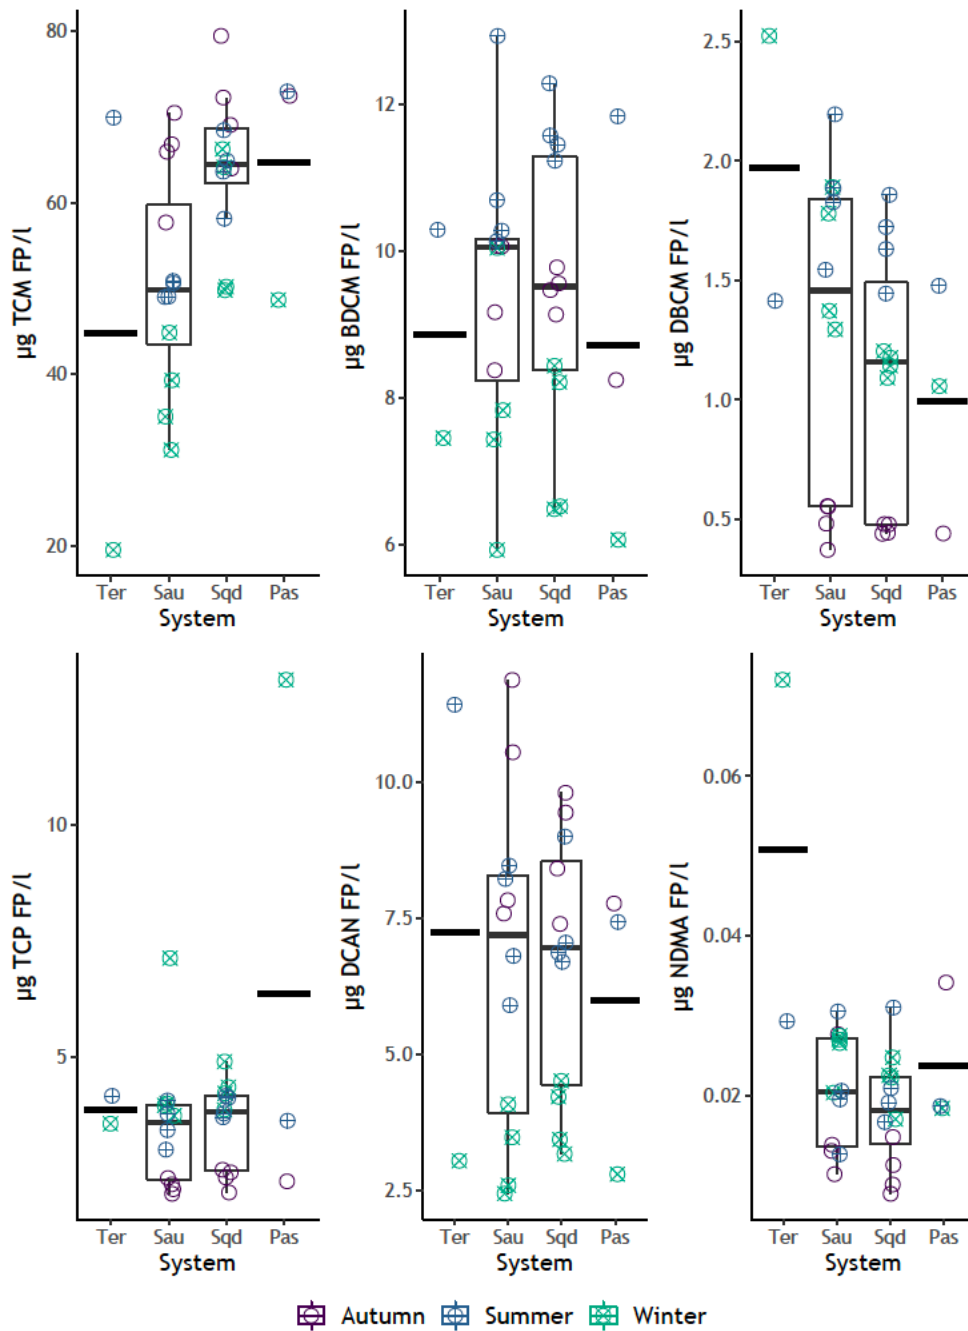 µg TCM FP/l
80
60
40
20
Ter Sau Sqd Pas
System
µg BDCM FP/l
12
10
8
6
Ter Sau Sqd Pas
System
µg DBCM FP/l
2.5
2.0
1.5
1.0
0.5
Ter Sau Sqd Pas
System
µg TCP FP/l
10
5
Ter Sau Sqd Pas
System
µg DCAN FP/l
10.0
7.5
5.0
2.5
Ter Sau Sqd Pas
System
µg NDMA FP/l
0.06
0.04
0.02
Ter Sau Sqd Pas
System
Autumn Summer Winter